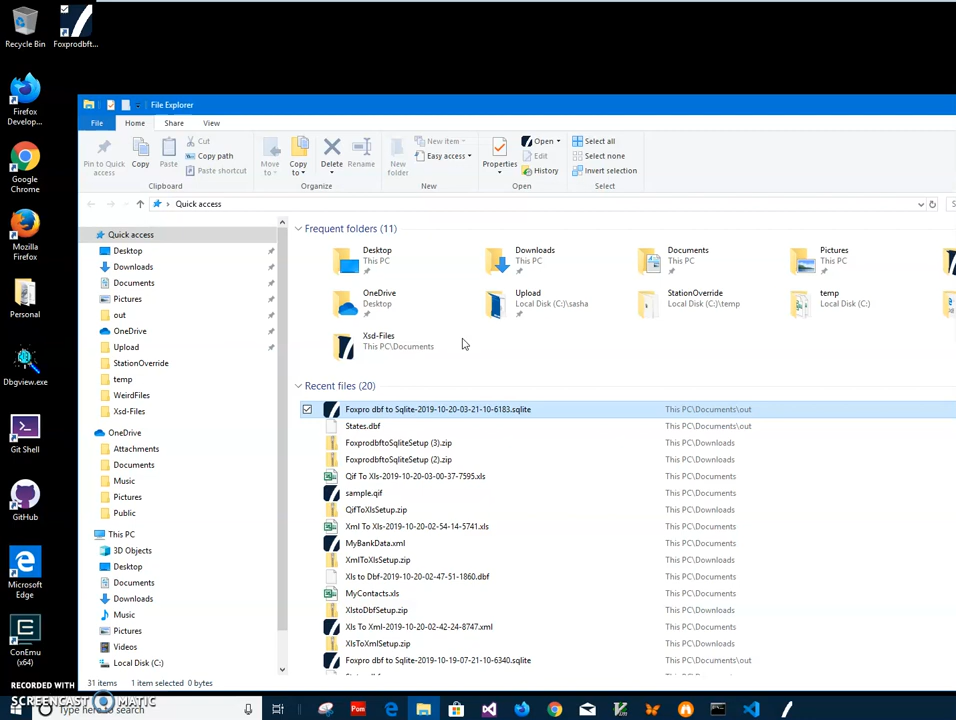 Recycle Bin
Foxprodbft...
Firefox
Develop...
Google
Chrome
Mozilla
Firefox
Personal
Dbgview.exe
Git Shell
GitHub
Microsoft
Edge
ConEmu
(x64)
File Explorer
File Home Share View
Pin to Quick
access
Copy
Paste
Cut
Copy path
Paste shortcut
Clipboard
Move
to
Copy
to
Delete
Rename
Organize
New
folder
New item
Easy access
New
Properties
Open
Edit
History
Open
Select all
Select none
Invert selection
Select
Quick access
S
Quick access
Desktop
Downloads
Documents
Pictures
out
OneDrive
Upload
StationOverride
temp
WeirdFiles
Xsd-Files
OneDrive
Attachments
Documents
Music
Pictures
Public
This PC
3D Objects
Desktop
Documents
Downloads
Music
Pictures
Videos
Local Disk (C:)
Frequent folders (11)
Desktop
This PC
Downloads
This PC
Documents
This PC
Pictures
This PC
OneDrive
Desktop
Upload
Local Disk (C:)\sasha
StationOverride
Local Disk (C:)\temp
temp
Local Disk (C:)
Xsd-Files
This PC\Documents
Recent files (20)
Foxpro dbf to Sqlite-2019-10-20-03-21-10-6183.sqlite This PC\Documents\out
States.dbf This PC\Documents\out
FoxprodbftoSqliteSetup (3).zip This PC\Downloads
FoxprodbftoSqliteSetup (2).zip This PC\Downloads
Qif To Xls-2019-10-20-03-00-37-7595.xls This PC\Documents
sample.qif This PC\Documents
QifToXlsSetup.zip This PC\Downloads
Xml To Xls-2019-10-20-02-54-14-5741.xls This PC\Documents
MyBankData.xml This PC\Documents
XmlToXlsSetup.zip This PC\Downloads
Xls to Dbf-2019-10-20-02-47-51-1860.dbf This PC\Documents
MyContacts.xls This PC\Documents
XlstoDbfSetup.zip This PC\Downloads
Xls To Xml-2019-10-20-02-42-24-8747.xml This PC\Documents
XlsToXmlSetup.zip This PC\Downloads
Foxpro dbf to Sqlite-2019-10-19-07-21-10-6340.sqlite This PC\Documents\out
31 items 1 item selected 0 bytes
RECORDED WITH
SCREENCAST MATIC
Type here to search